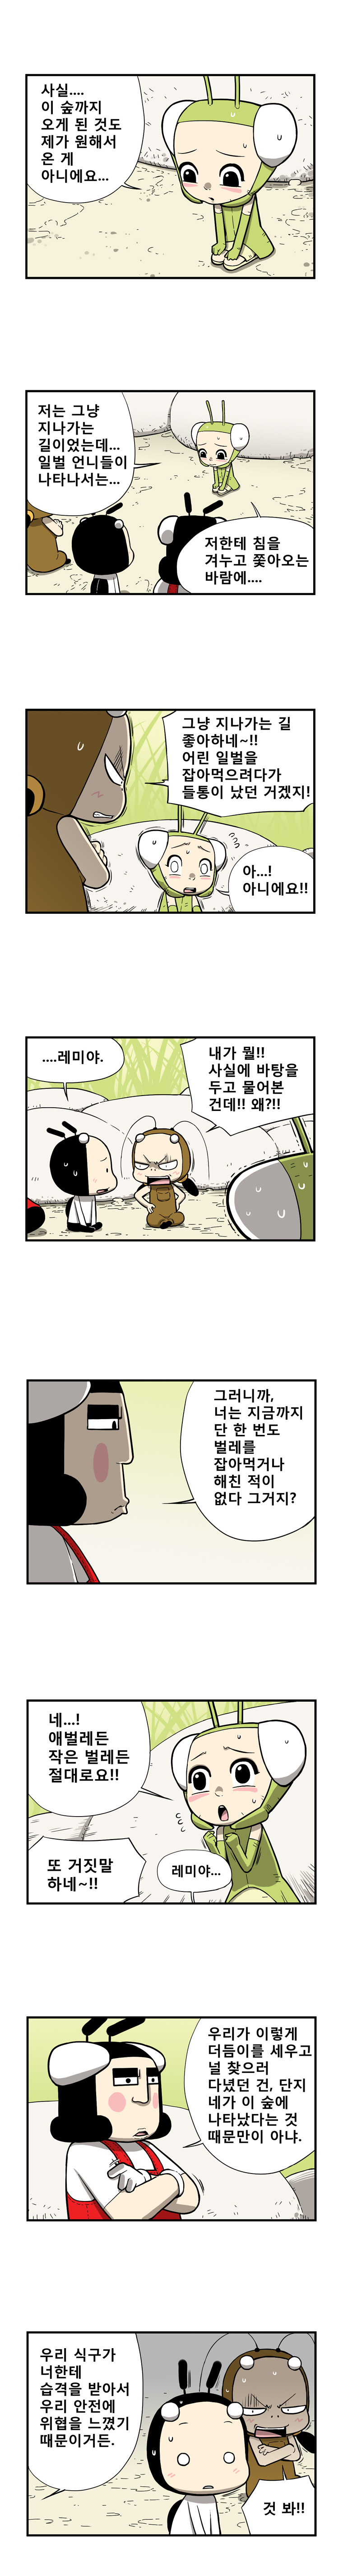 사실....
이 숲까지
오게 된 것도
제가 원해서
온 게
아니에요...
저는 그냥
지나가는
길이었는데...
일벌 언니들이
나타나서는...
저한테 침을
겨누고 쫓아오는
바람에....
그냥 지나가는 길
좋아하네~!!
어린 일벌을
잡아먹으려다가
들통이 났던 거겠지!
아...!
아니에요!!
....레미야.
내가 뭘!!
사실에 바탕을
두고 물어본
건데!! 왜?!!
그러니까,
너는 지금까지
단 한 번도
벌레를
잡아먹거나
해친 적이
없다 그거지?
네...!
애벌레든
작은 벌레든
절대로요!!
또 거짓말
하네~!!
레미야...
우리가 이렇게
더듬이를 세우고
널 찾으러
다녔던 건, 단지
네가 이 숲에
나타났다는 것
때문만이 아냐.
우리 식구가
너한테
습격을 받아서
우리 안전에
위협을 느꼈기
때문이거든.
것 봐!!